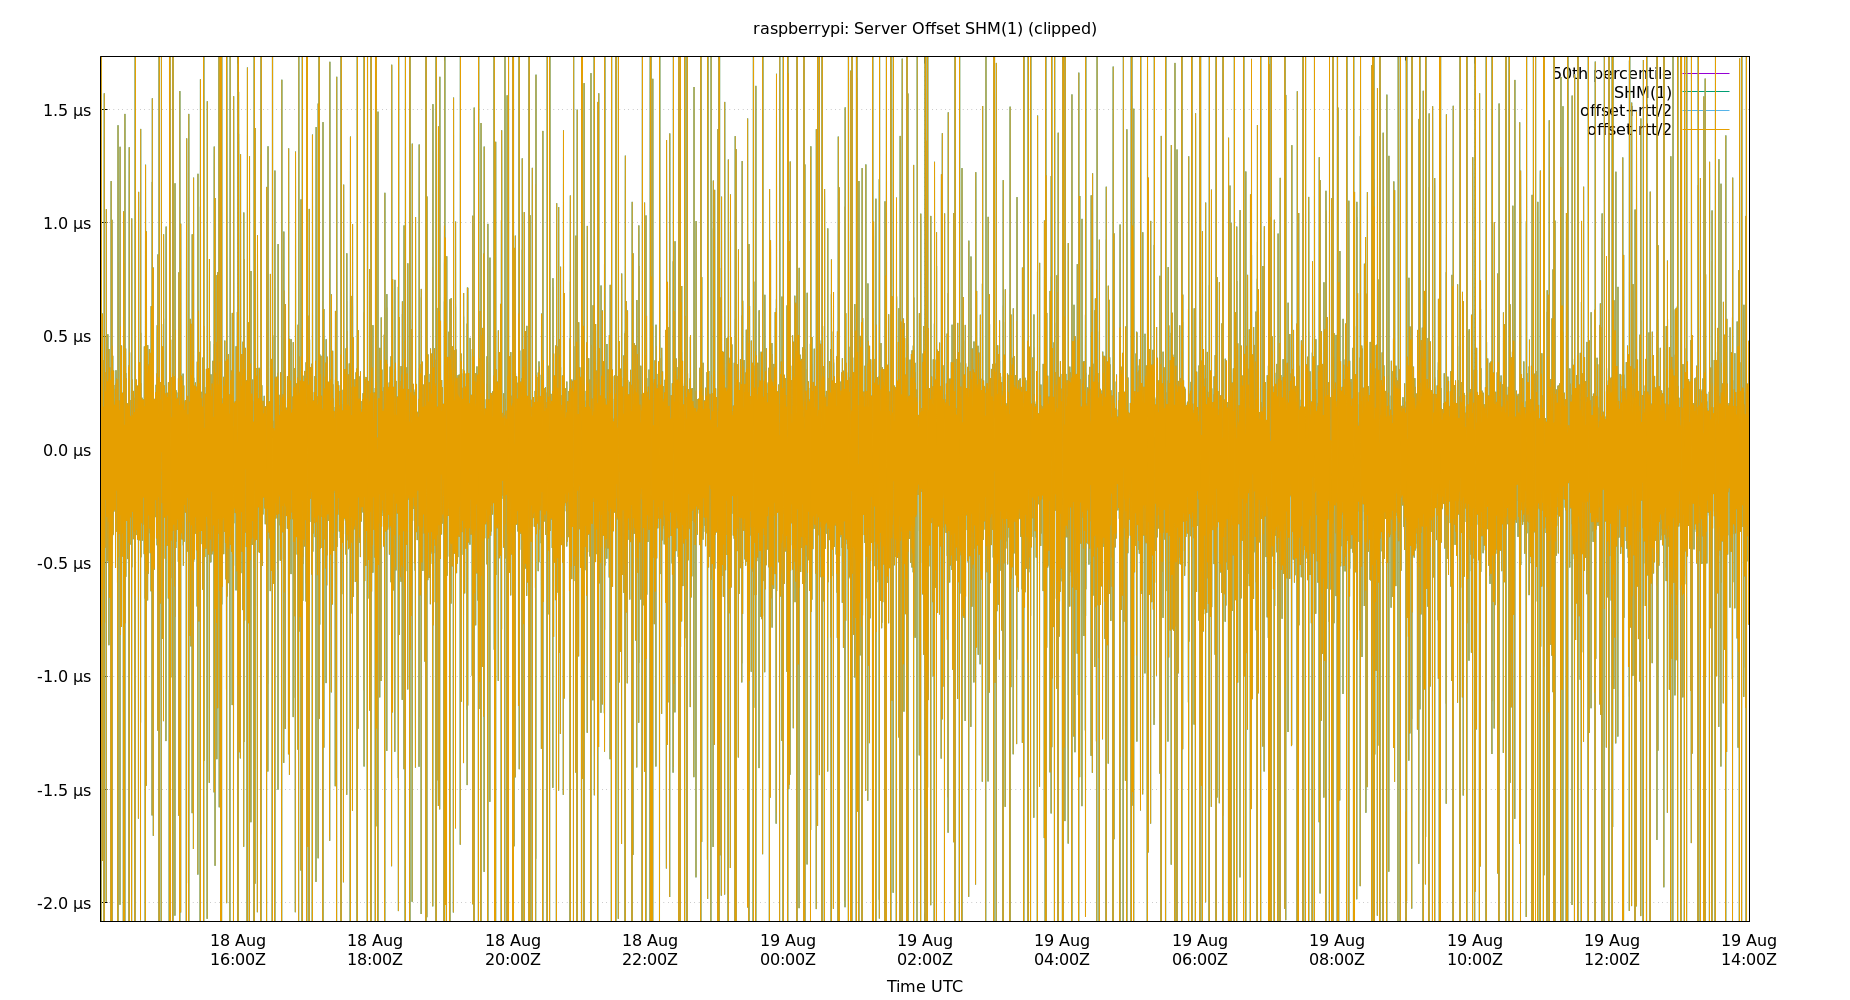 raspberrypi: Server Offset SHM(1) (clipped)
50th percentile
SHM(1)
offset+rtt/2
offset-rtt/2
1.5 µs
1.0 µs
0.5 µs
0.0 µs
-0.5 µs
-1.0 µs
-1.5 µs
-2.0 µs
18 Aug 18 Aug 18 Aug 18 Aug 19 Aug 19 Aug 19 Aug 19 Aug 19 Aug 19 Aug 19 Aug 19 Aug
16:00Z 18:00Z 20:00Z 22:00Z 00:00Z 02:00Z 04:00Z 06:00Z 08:00Z 10:00Z 12:00Z 14:00Z
Time UTC